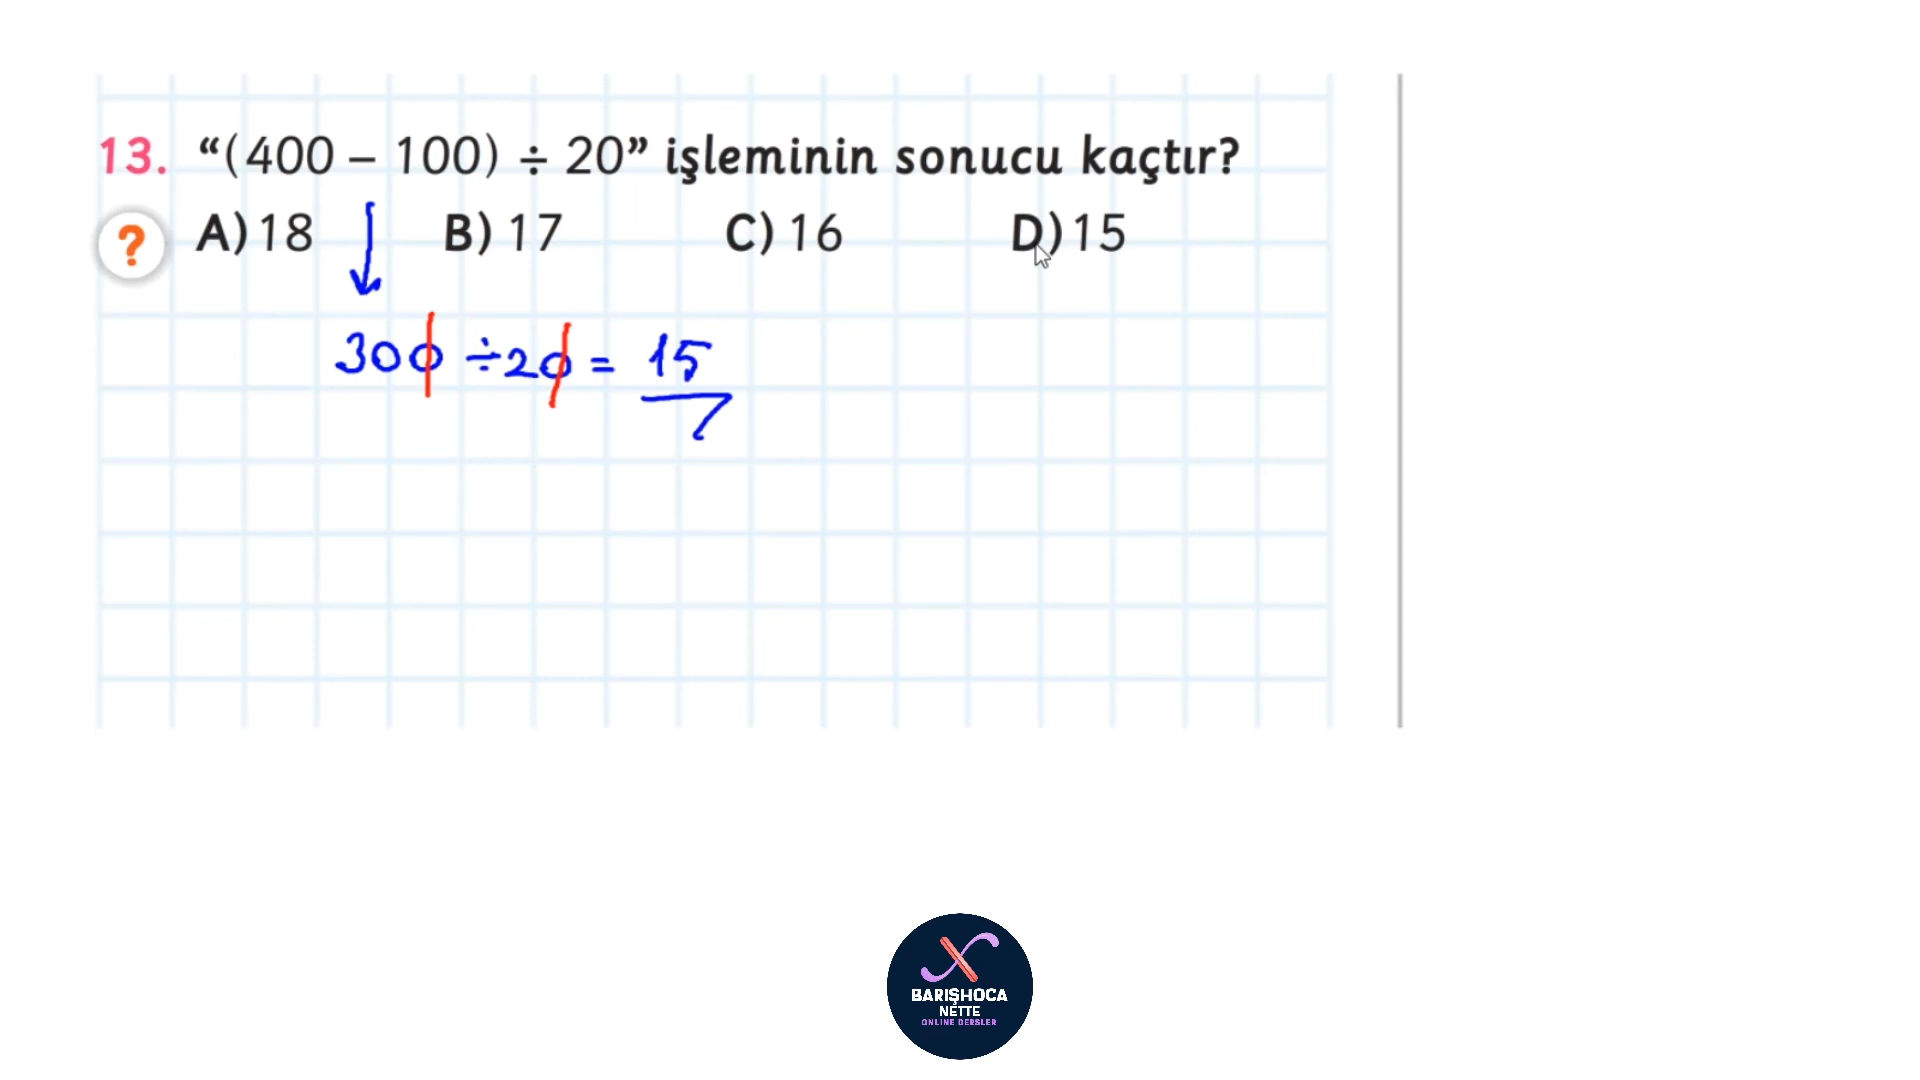 13. “(400 – 100) ÷ 20” işleminin sonucu kaçtır?
? A) 18 B) 17 C) 16 D) 15
300 ÷ 20 = 15
BARIŞHOCA
NETTE
ONLINE DERSLER